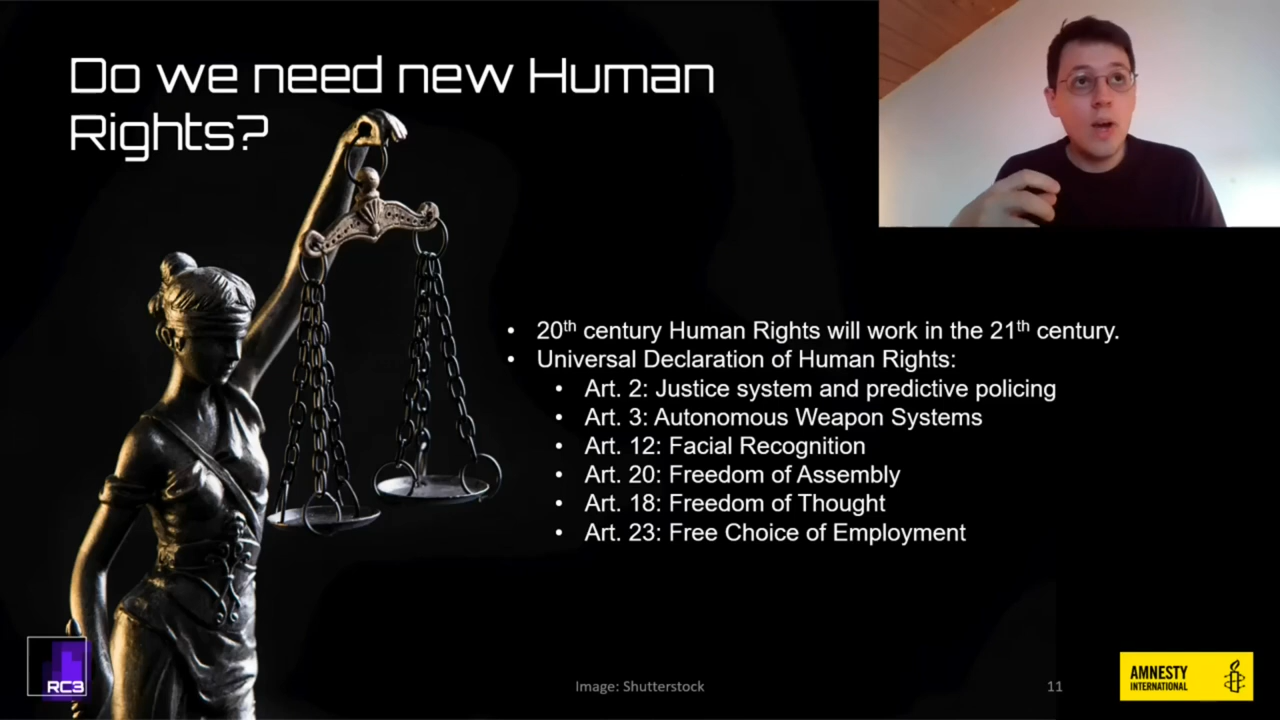 Do we need new Human
Rights?
• 20th century Human Rights will work in the 21th century.
• Universal Declaration of Human Rights:
• Art. 2: Justice system and predictive policing
• Art. 3: Autonomous Weapon Systems
• Art. 12: Facial Recognition
• Art. 20: Freedom of Assembly
• Art. 18: Freedom of Thought
• Art. 23: Free Choice of Employment
RC3
Image: Shutterstock
11
AMNESTY
INTERNATIONAL